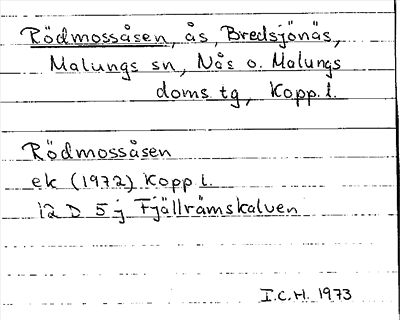 Rödmossåsen, ås, Bredsjönäs,
Malungs sn, Nås o. Malungs
doms. tg, Kopp. l.
Rödmossåsen
ek (1972) Kopp l.
12 D 5 j Fjällrämskalven
I.C.H. 1973